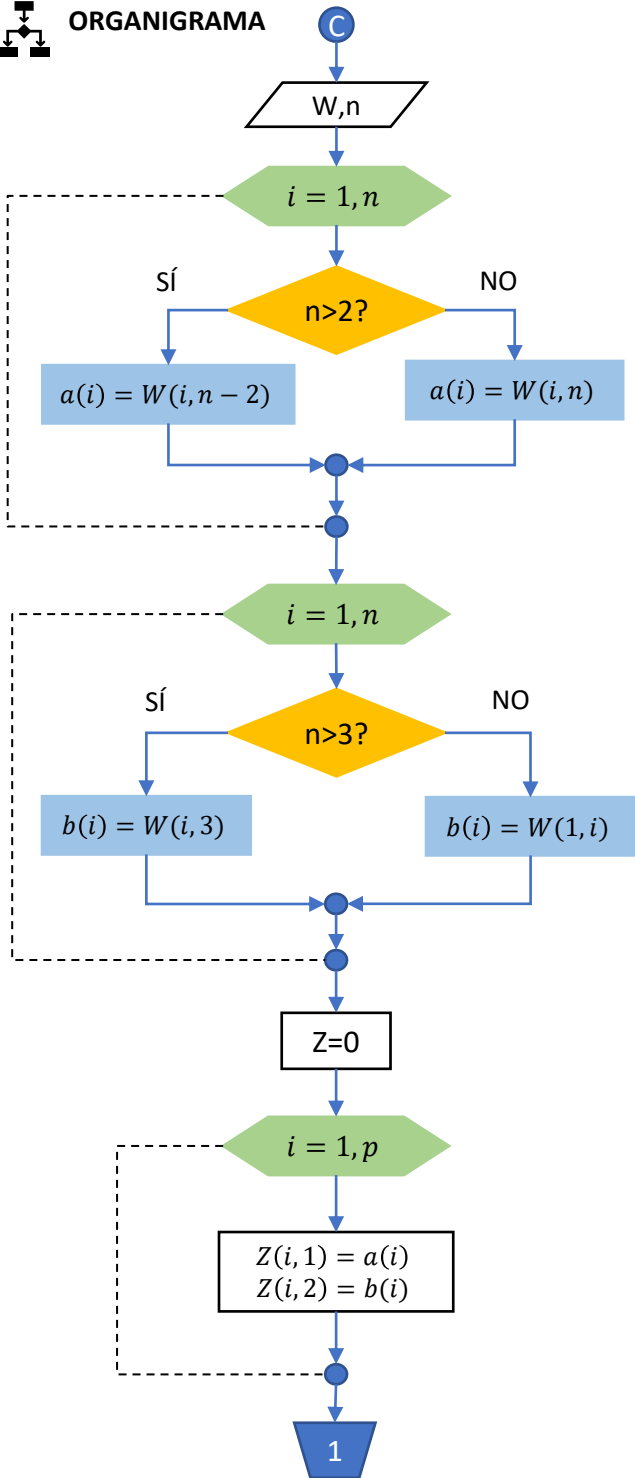 ORGANIGRAMA
C
W,n
i = 1, n
n>2?
SÍ
NO
a(i) = W(i, n − 2)
a(i) = W(i, n)
i = 1, n
n>3?
SÍ
NO
b(i) = W(i, 3)
b(i) = W(1, i)
Z=0
i = 1, p
Z(i, 1) = a(i)
Z(i, 2) = b(i)
1